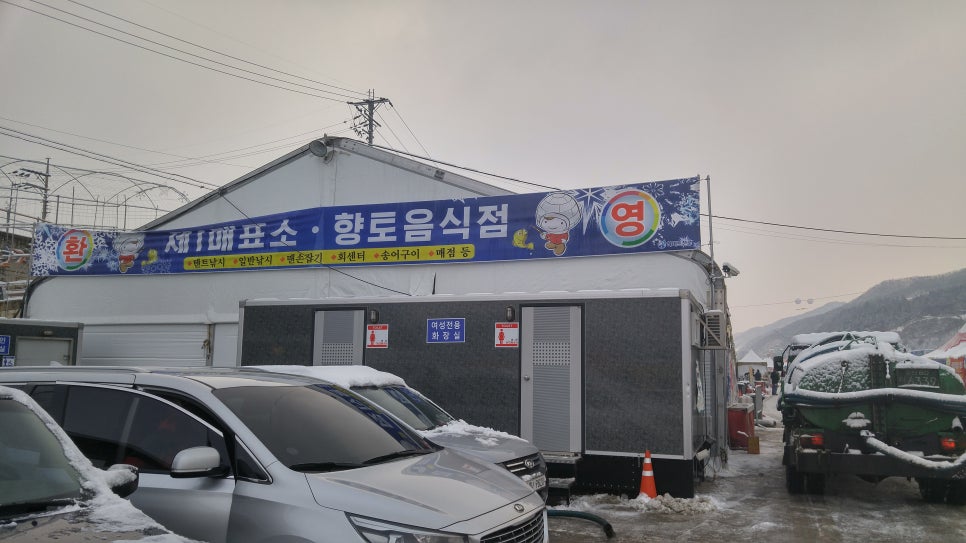 환 제1매표소·향토음식점 영
텐트낚시 ◆일반낚시 ◆맨손잡기 ◆회센터 ◆송어구이 ◆매점 등
여성전용
화장실
TOILET
TOILET